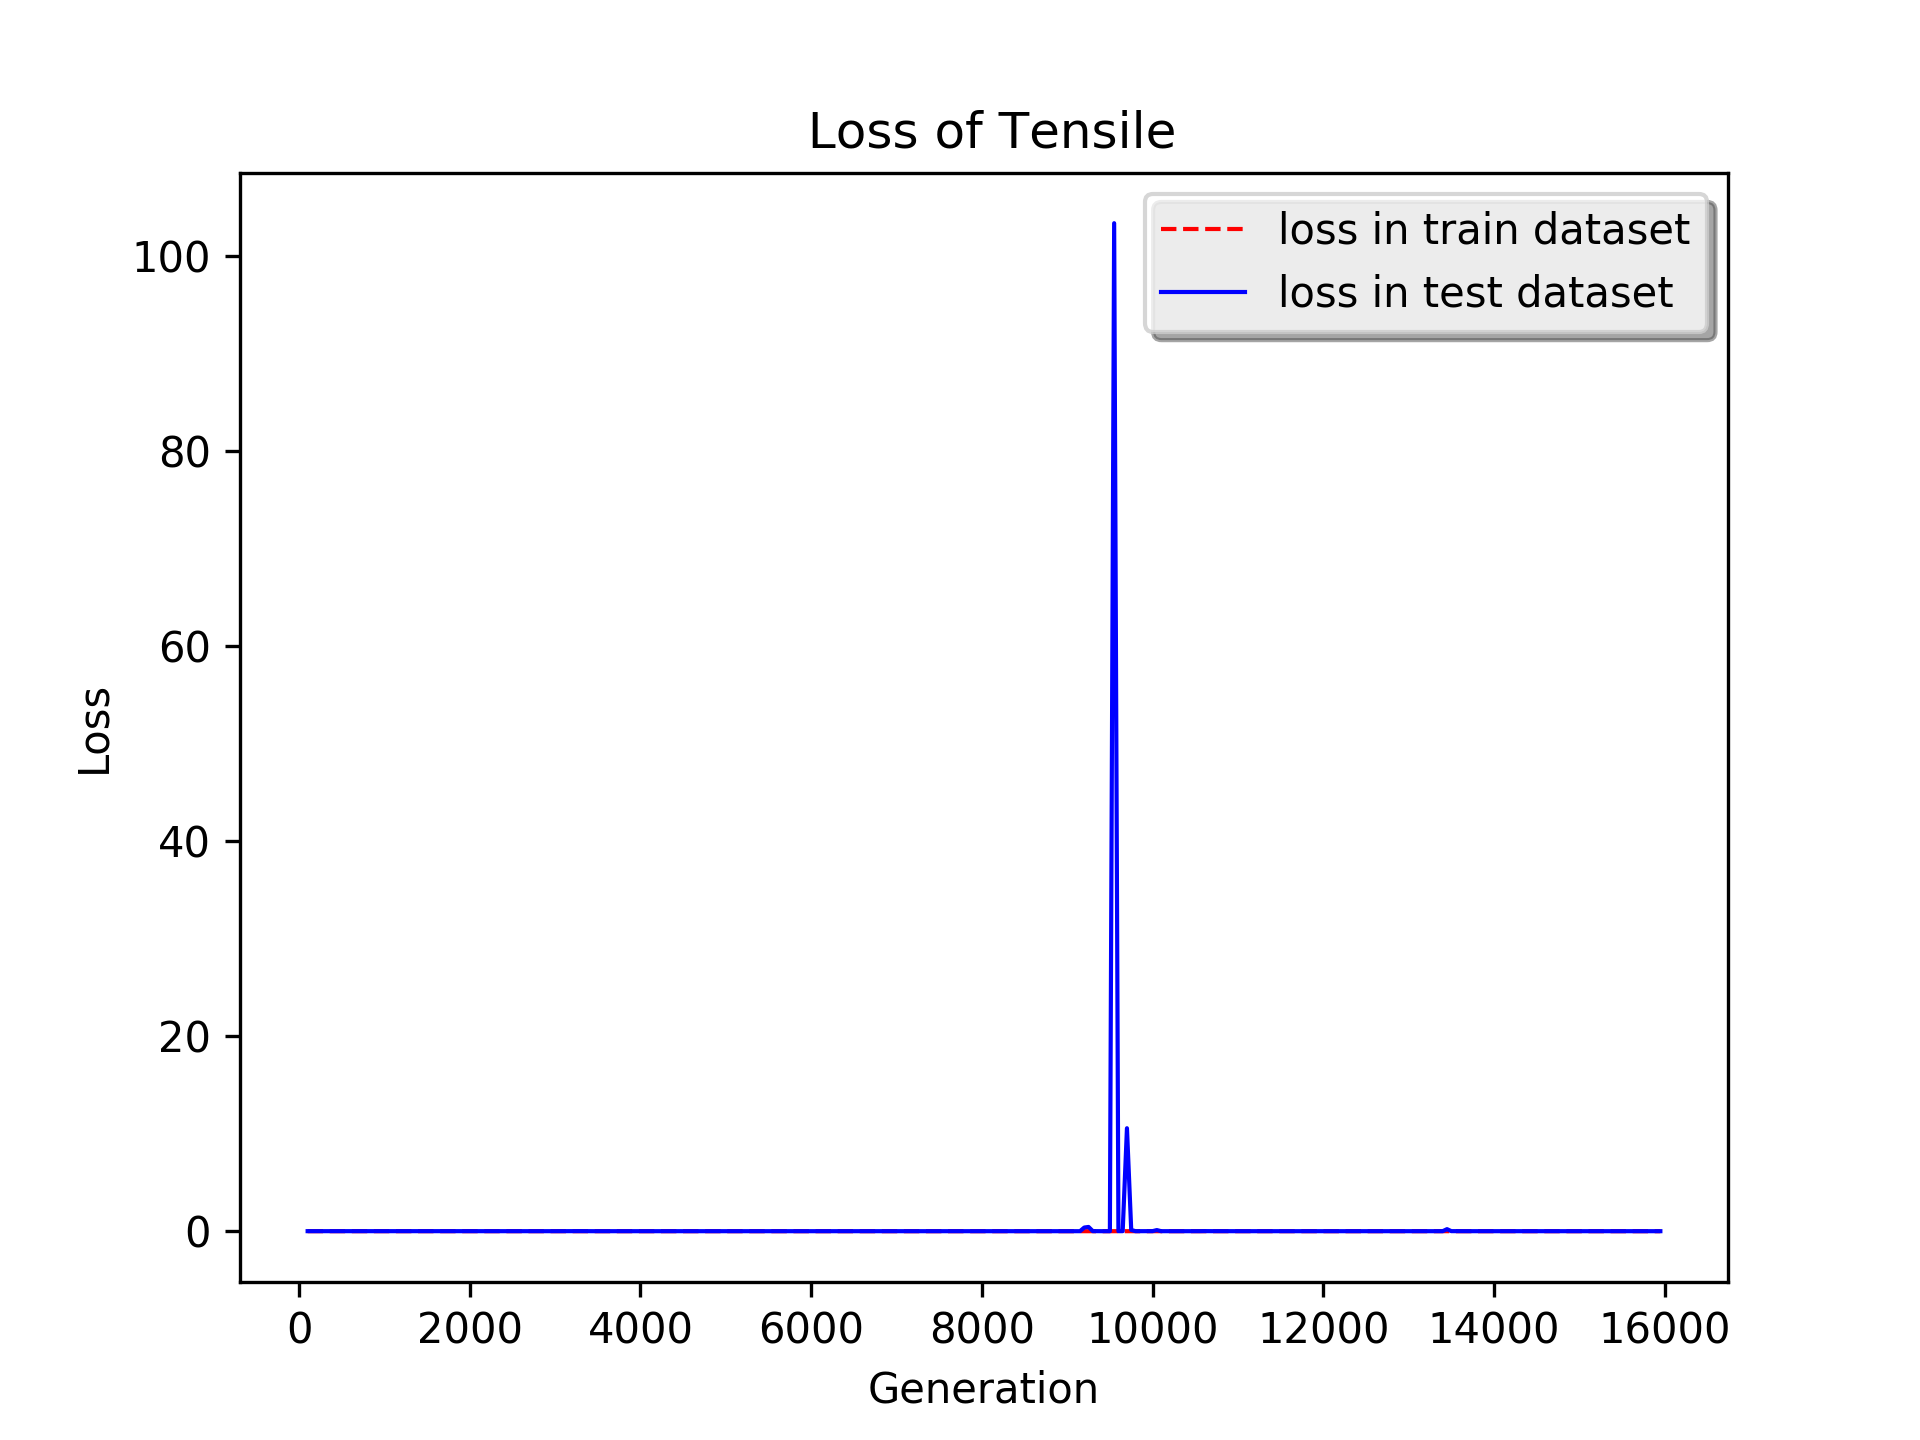 Loss of Tensile
loss in train dataset
loss in test dataset
100
80
60
40
20
0
Loss
0 2000 4000 6000 8000 10000 12000 14000 16000
Generation